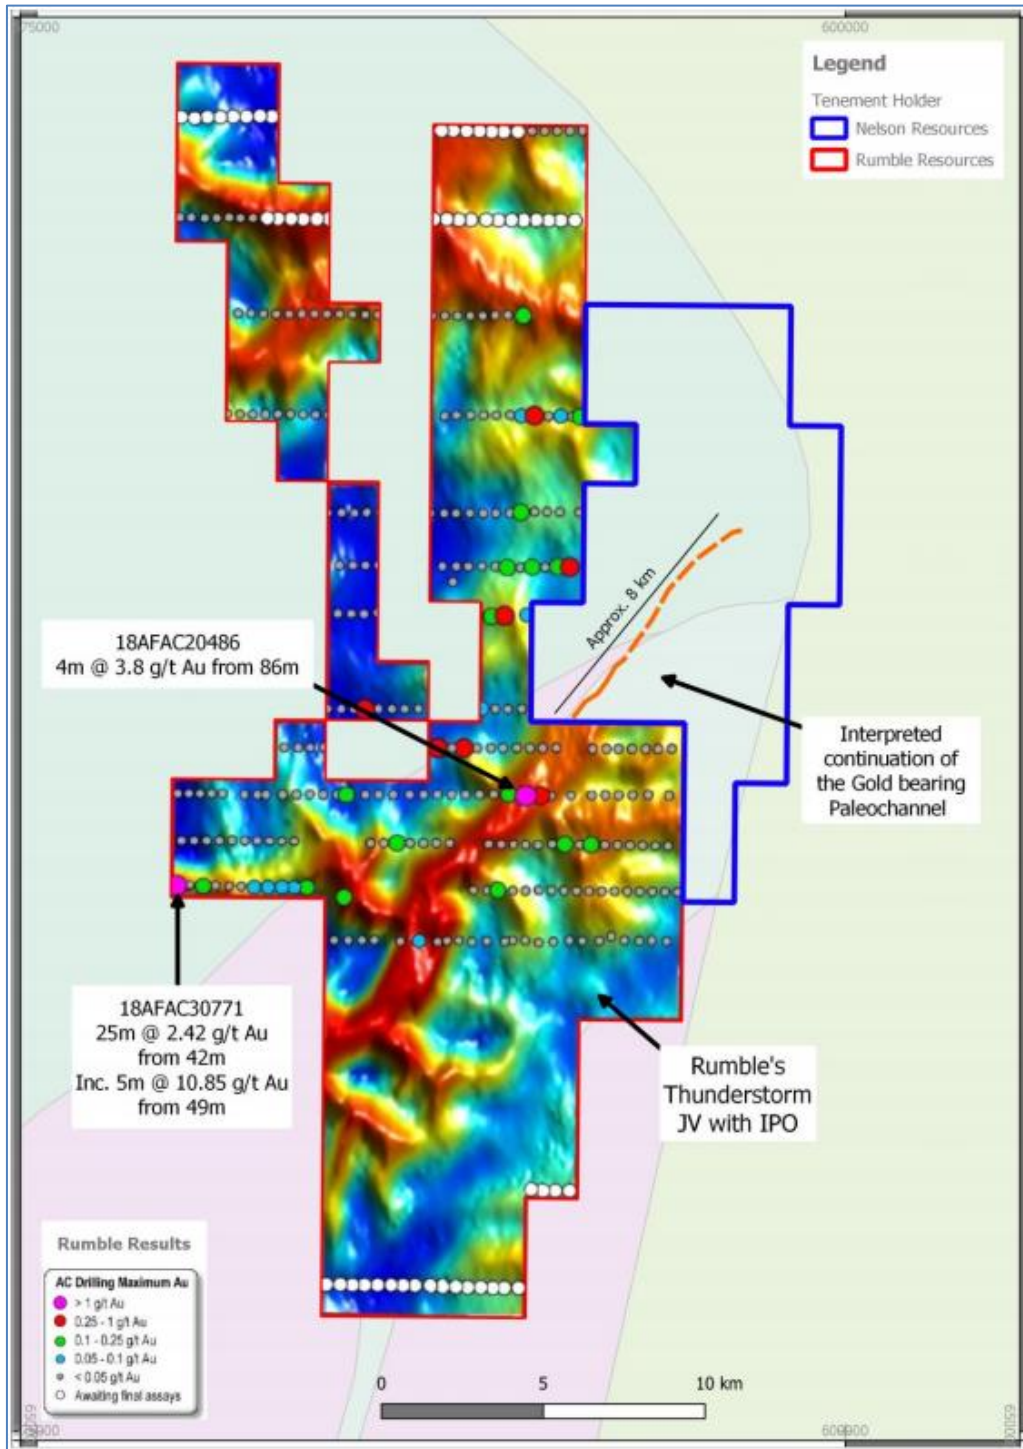 75000
600000
Legend
Tenement Holder
Nelson Resources
Rumble Resources
Approx. 8 km
18AFAC20486
4m @ 3.8 g/t Au from 86m
Interpreted
continuation of
the Gold bearing
Paleochannel
18AFAC30771
25m @ 2.42 g/t Au
from 42m
Inc. 5m @ 10.85 g/t Au
from 49m
Rumble's
Thunderstorm
JV with IPO
Rumble Results
AC Drilling Maximum Au
> 1 g/t Au
0.25 - 1 g/t Au
0.1 - 0.25 g/t Au
0.05 - 0.1 g/t Au
< 0.05 g/t Au
Awaiting final assays
0
5
10 km